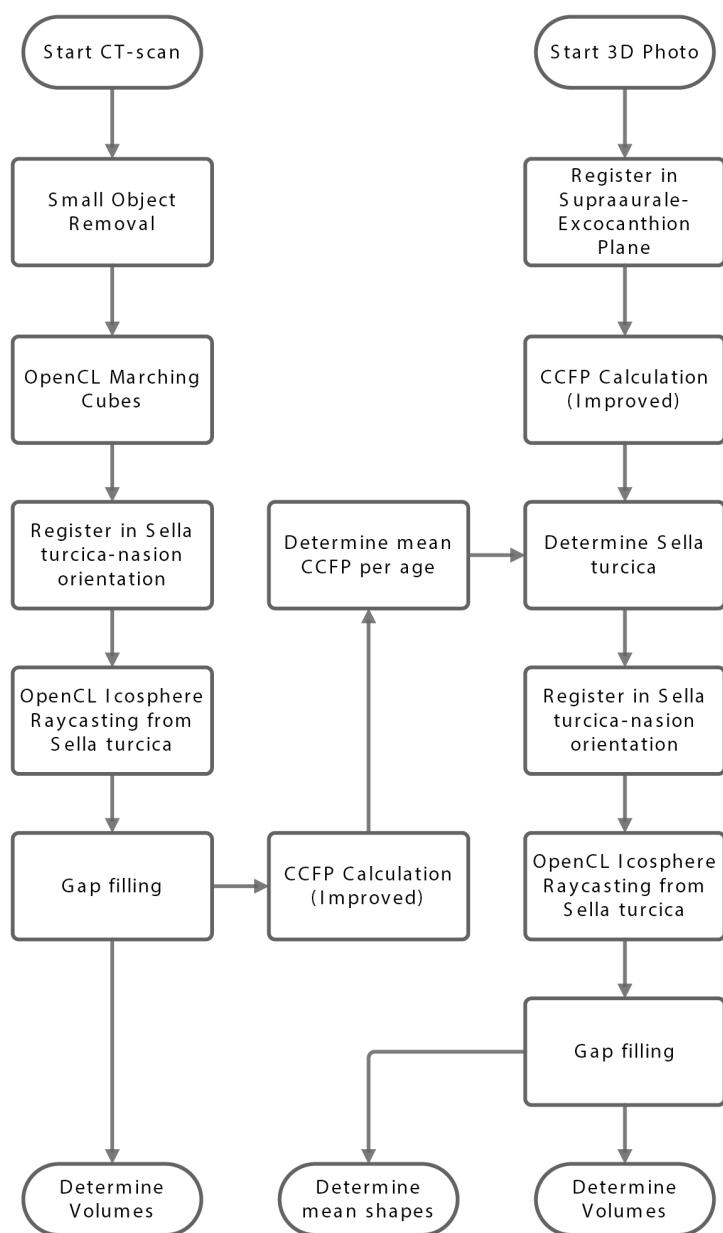 Start CT-scan
Small Object
Removal
OpenCL Marching
Cubes
Register in Sella
turcica-nasion
orientation
OpenCL Icosphere
Raycasting from
Sella turcica
Gap filling
Determine
Volumes
Determine mean
CCFP per age
CCFP Calculation
(Improved)
Determine
mean shapes
Start 3D Photo
Register in
Supraaurale-
Excocanthion
Plane
CCFP Calculation
(Improved)
Determine Sella
turcica
Register in Sella
turcica-nasion
orientation
OpenCL Icosphere
Raycasting from
Sella turcica
Gap filling
Determine
Volumes